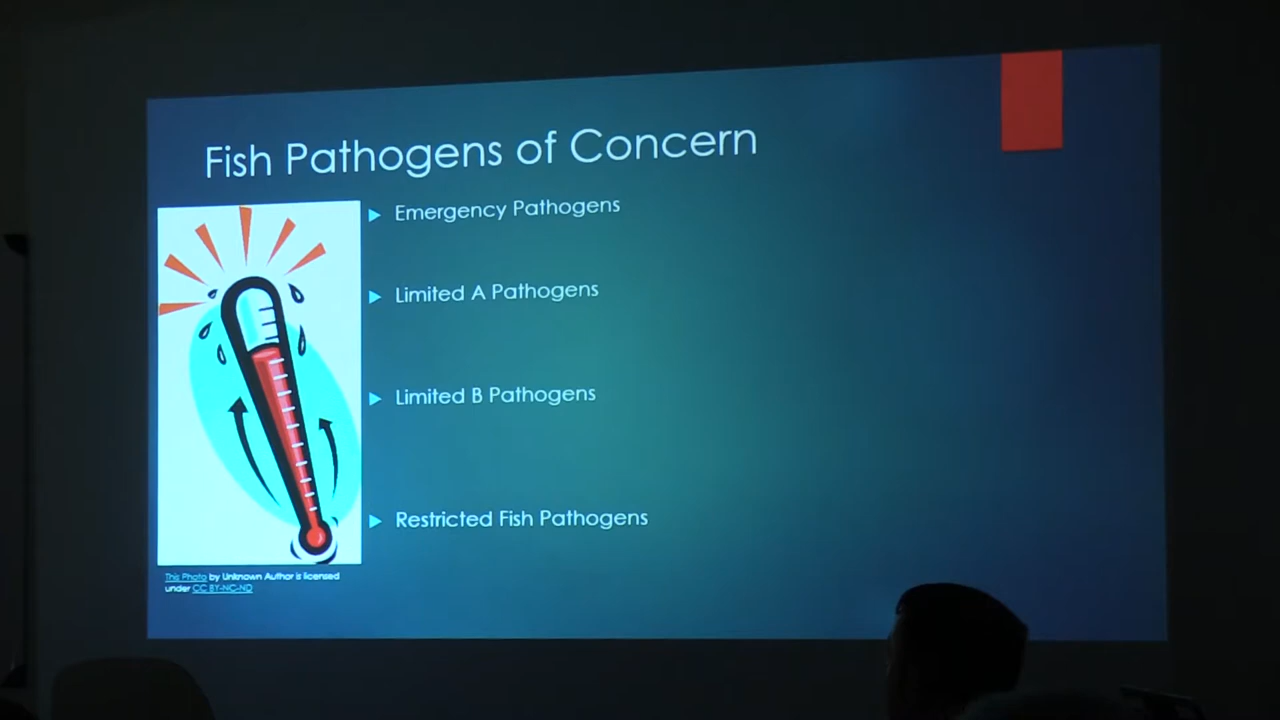 Fish Pathogens of Concern
Emergency Pathogens
Limited A Pathogens
Limited B Pathogens
Restricted Fish Pathogens
This Photo by Unknown Author is licensed
under CC BY-NC-ND